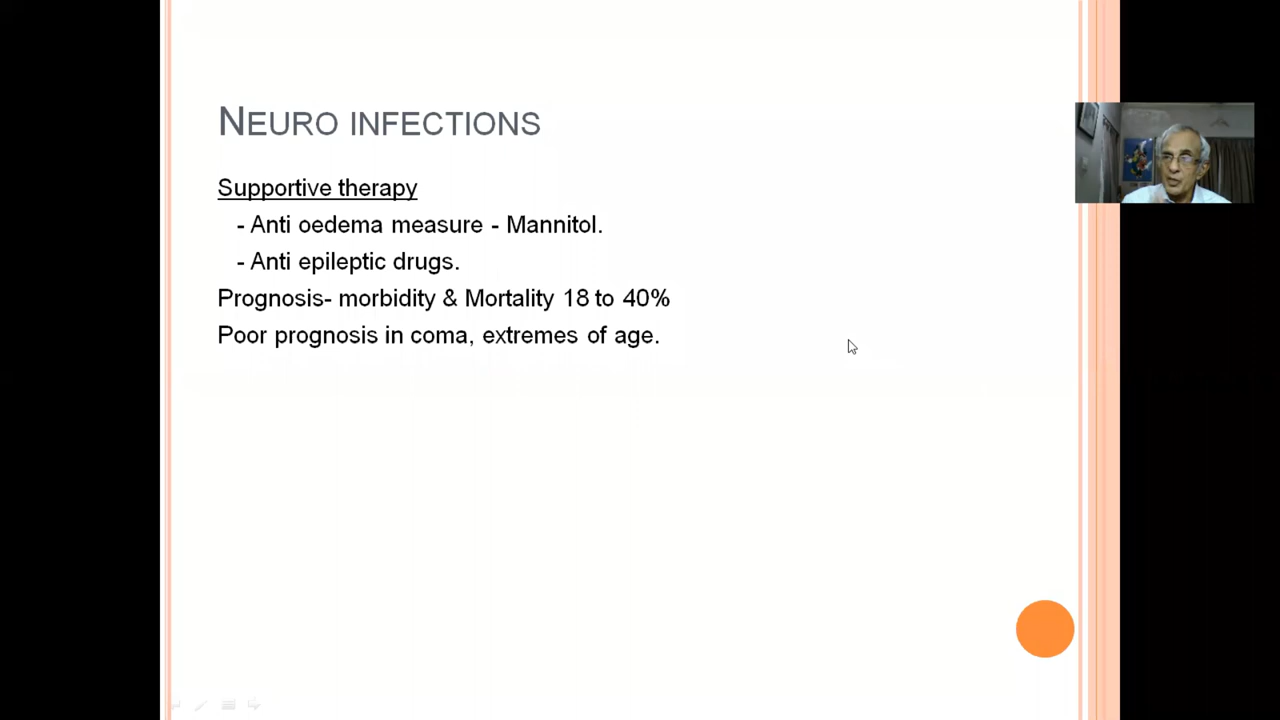 NEURO INFECTIONS
Supportive therapy
- Anti oedema measure - Mannitol.
- Anti epileptic drugs.
Prognosis- morbidity & Mortality 18 to 40%
Poor prognosis in coma, extremes of age.